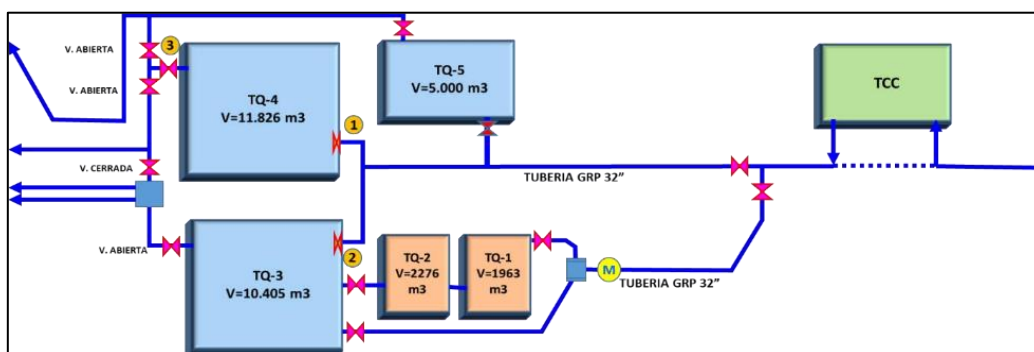 V. ABIERTA
3
TQ-4
V=11.826 m3
V. ABIERTA
1
TQ-5
V=5.000 m3
TCC
V. CERRADA
TUBERIA GRP 32”
V. ABIERTA
2
TQ-3
V=10.405 m3
TQ-2
V=2276
m3
TQ-1
V=1963
m3
M
TUBERIA GRP 32”